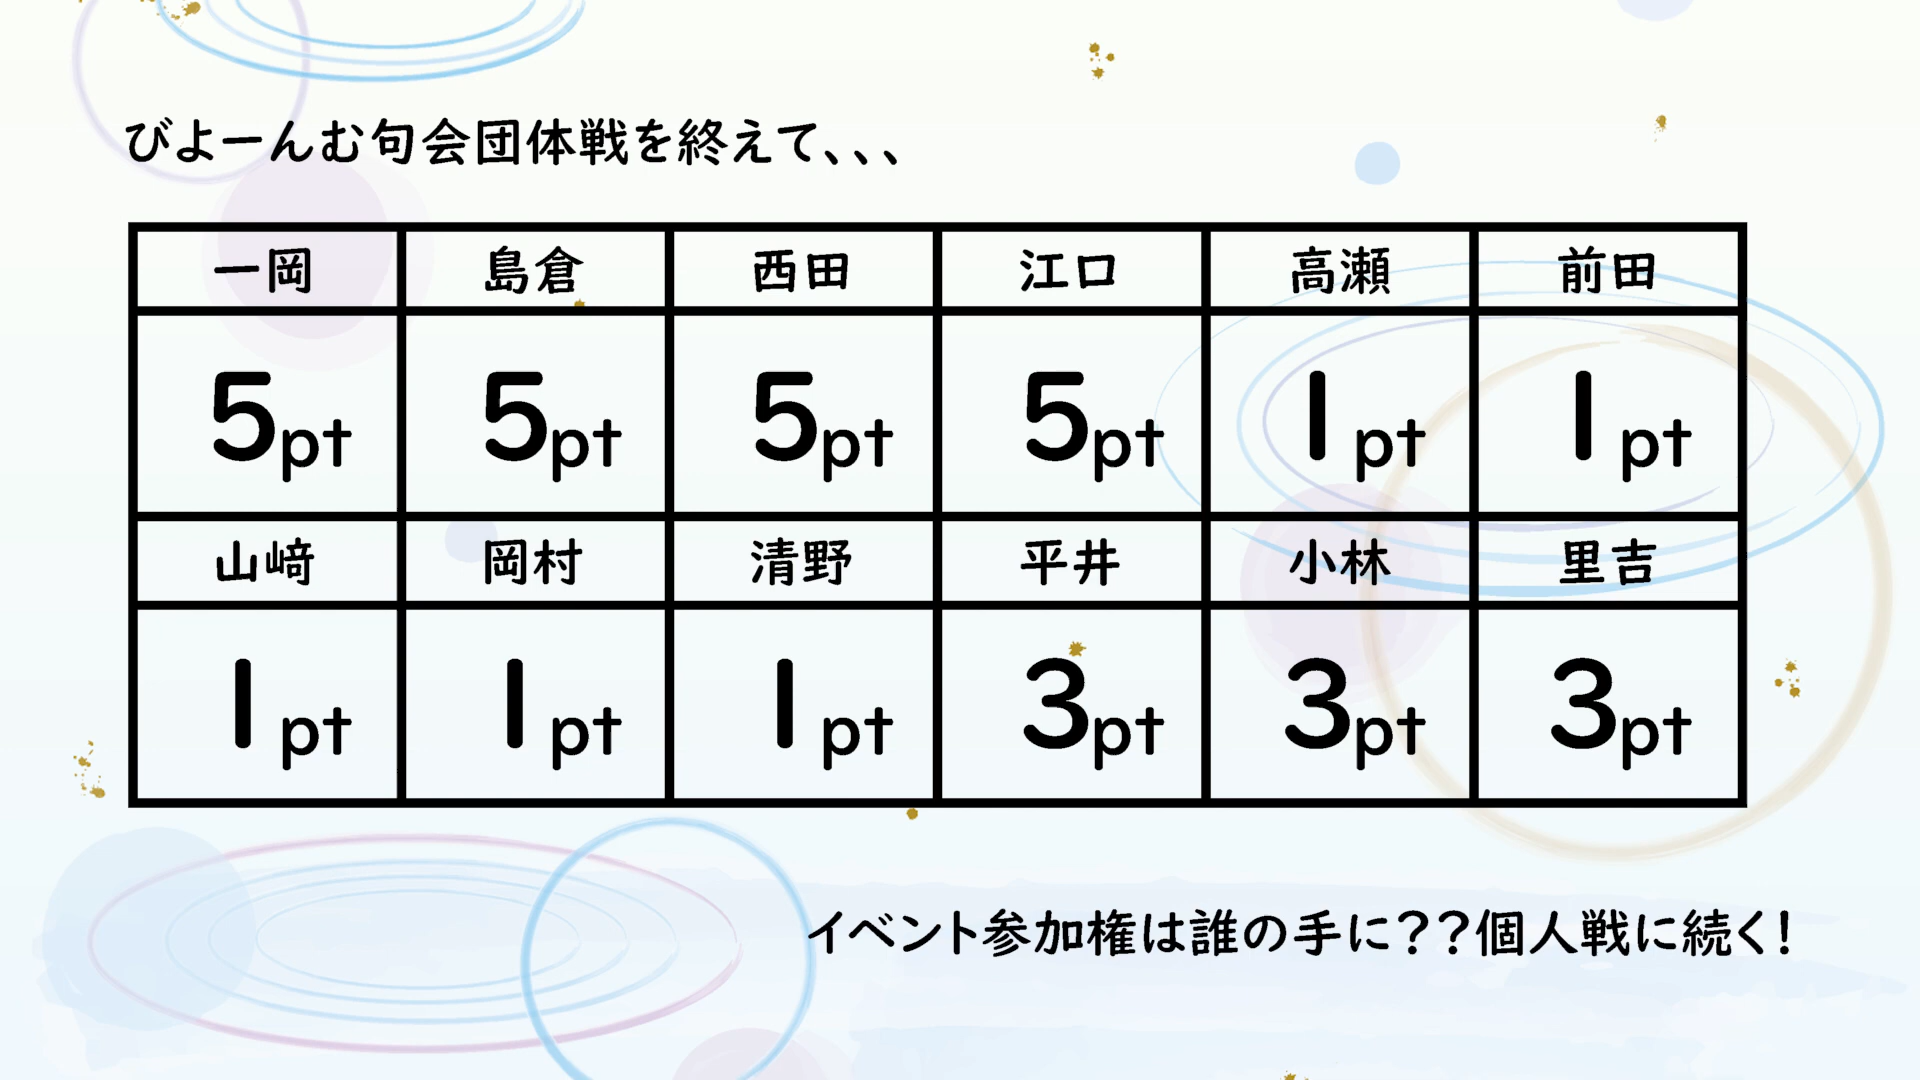 びよーんむ句会団体戦を終えて、、、
一岡 島倉 西田 江口 高瀬 前田
5pt 5pt 5pt 5pt 1pt 1pt
山﨑 岡村 清野 平井 小林 里吉
1pt 1pt 1pt 3pt 3pt 3pt
イベント参加権は誰の手に??個人戦に続く!